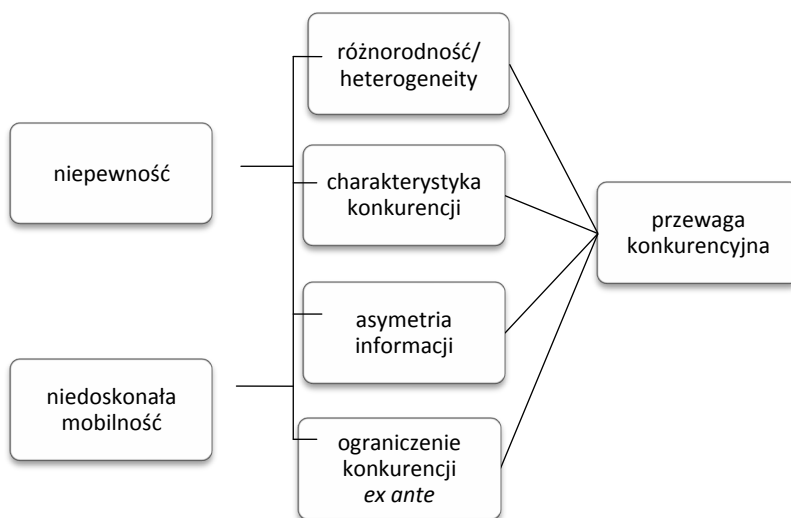 różnorodność/
heterogeneity
niepewność
charakterystyka
konkurencji
przewaga
konkurencyjna
asymetria
informacji
niedoskonała
mobilność
ograniczenie
konkurencji
ex ante